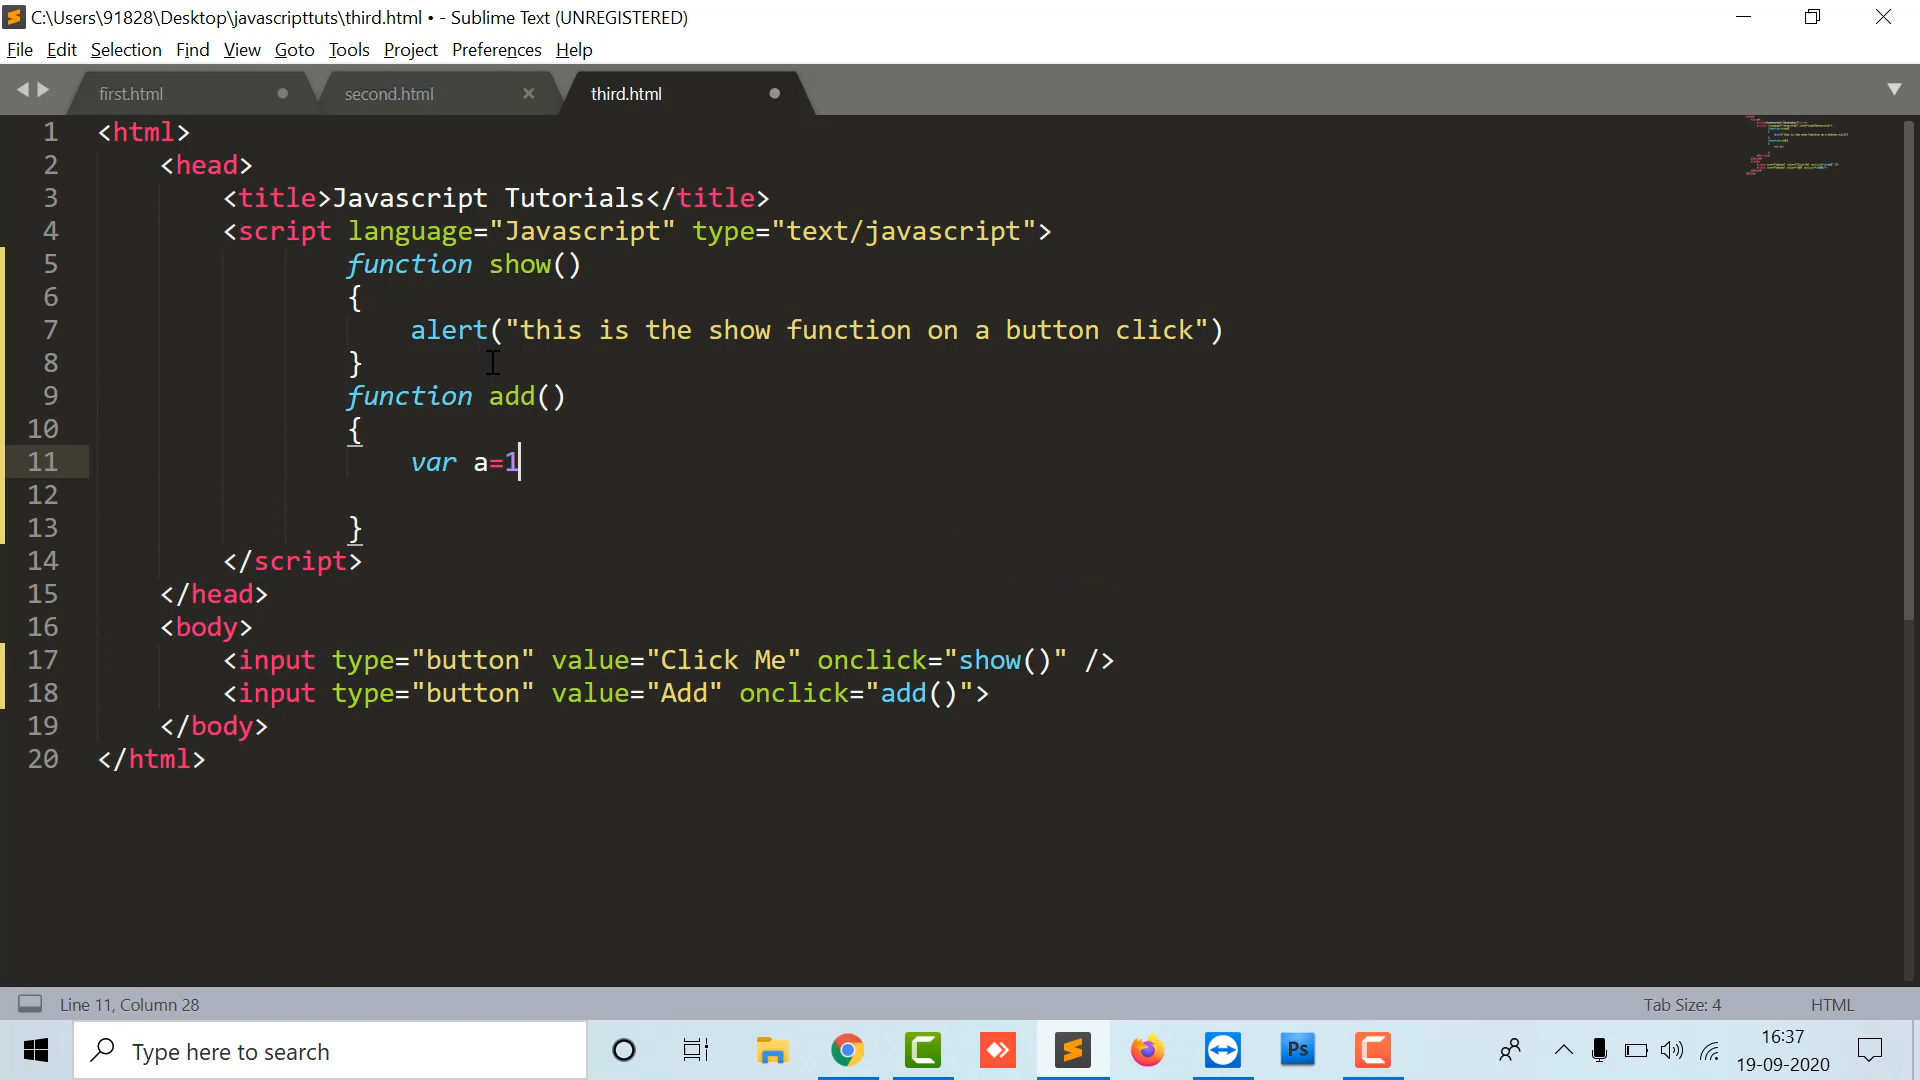 C:\Users\91828\Desktop\javascripttuts\third.html • - Sublime Text (UNREGISTERED)
File Edit Selection Find View Goto Tools Project Preferences Help
first.html second.html third.html
1 <html>
2 <head>
3 <title>Javascript Tutorials</title>
4 <script language="Javascript" type="text/javascript">
5 function show()
6 {
7 alert("this is the show function on a button click")
8 }
9 function add()
10 {
11 var a=1
12
13 }
14 </script>
15 </head>
16 <body>
17 <input type="button" value="Click Me" onclick="show()" />
18 <input type="button" value="Add" onclick="add()">
19 </body>
20 </html>
Line 11, Column 28 Tab Size: 4 HTML
Type here to search
Ps
16:37
19-09-2020